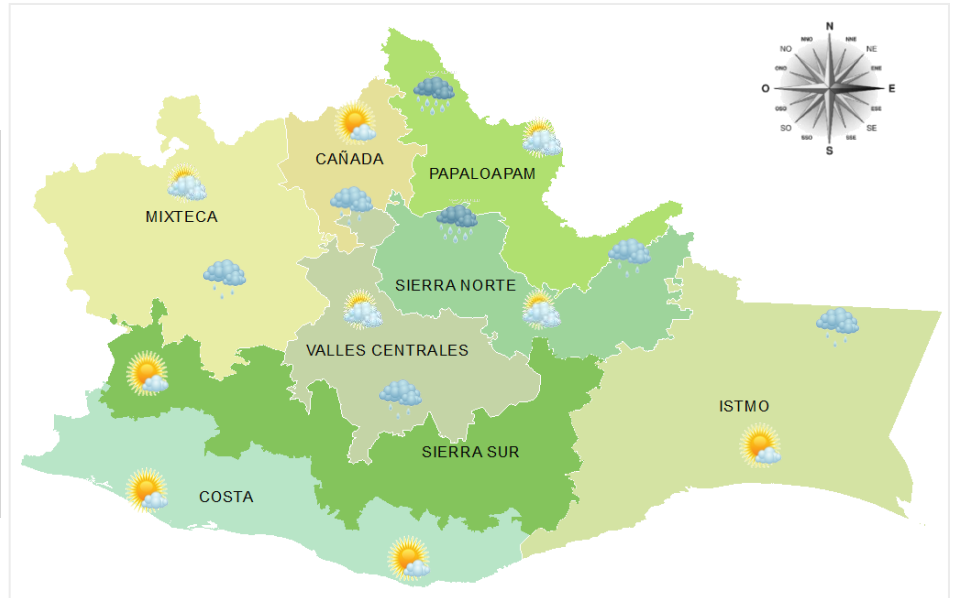 N
NNO
NNE
NO
NE
ONO
ENE
O
E
OSO
ESE
SO
SE
SSO
SSE
S
CAÑADA
PAPALOAPAM
MIXTECA
SIERRA NORTE
VALLES CENTRALES
ISTMO
SIERRA SUR
COSTA